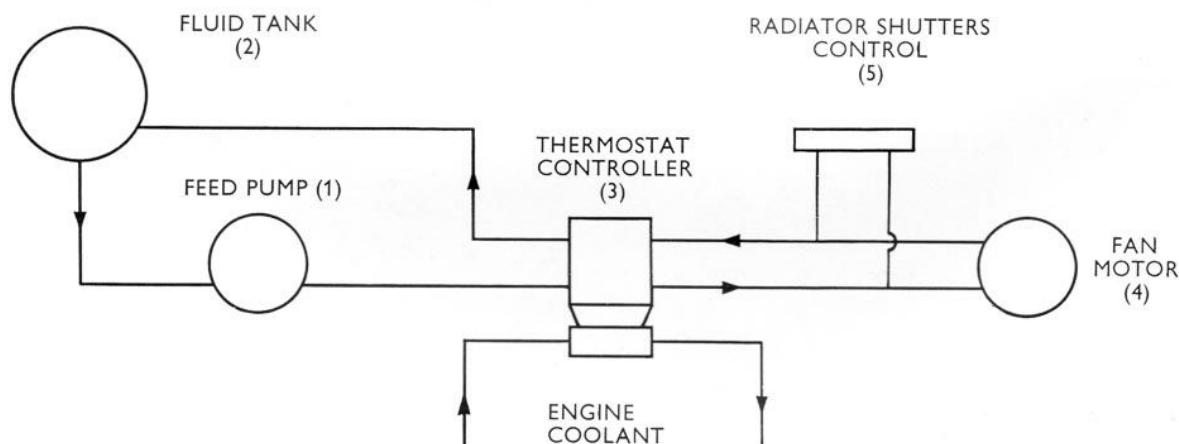 FLUID TANK
(2)
RADIATOR SHUTTERS
CONTROL
(5)
THERMOSTAT
CONTROLLER
(3)
FEED PUMP (1)
FAN
MOTOR
(4)
ENGINE
COOLANT